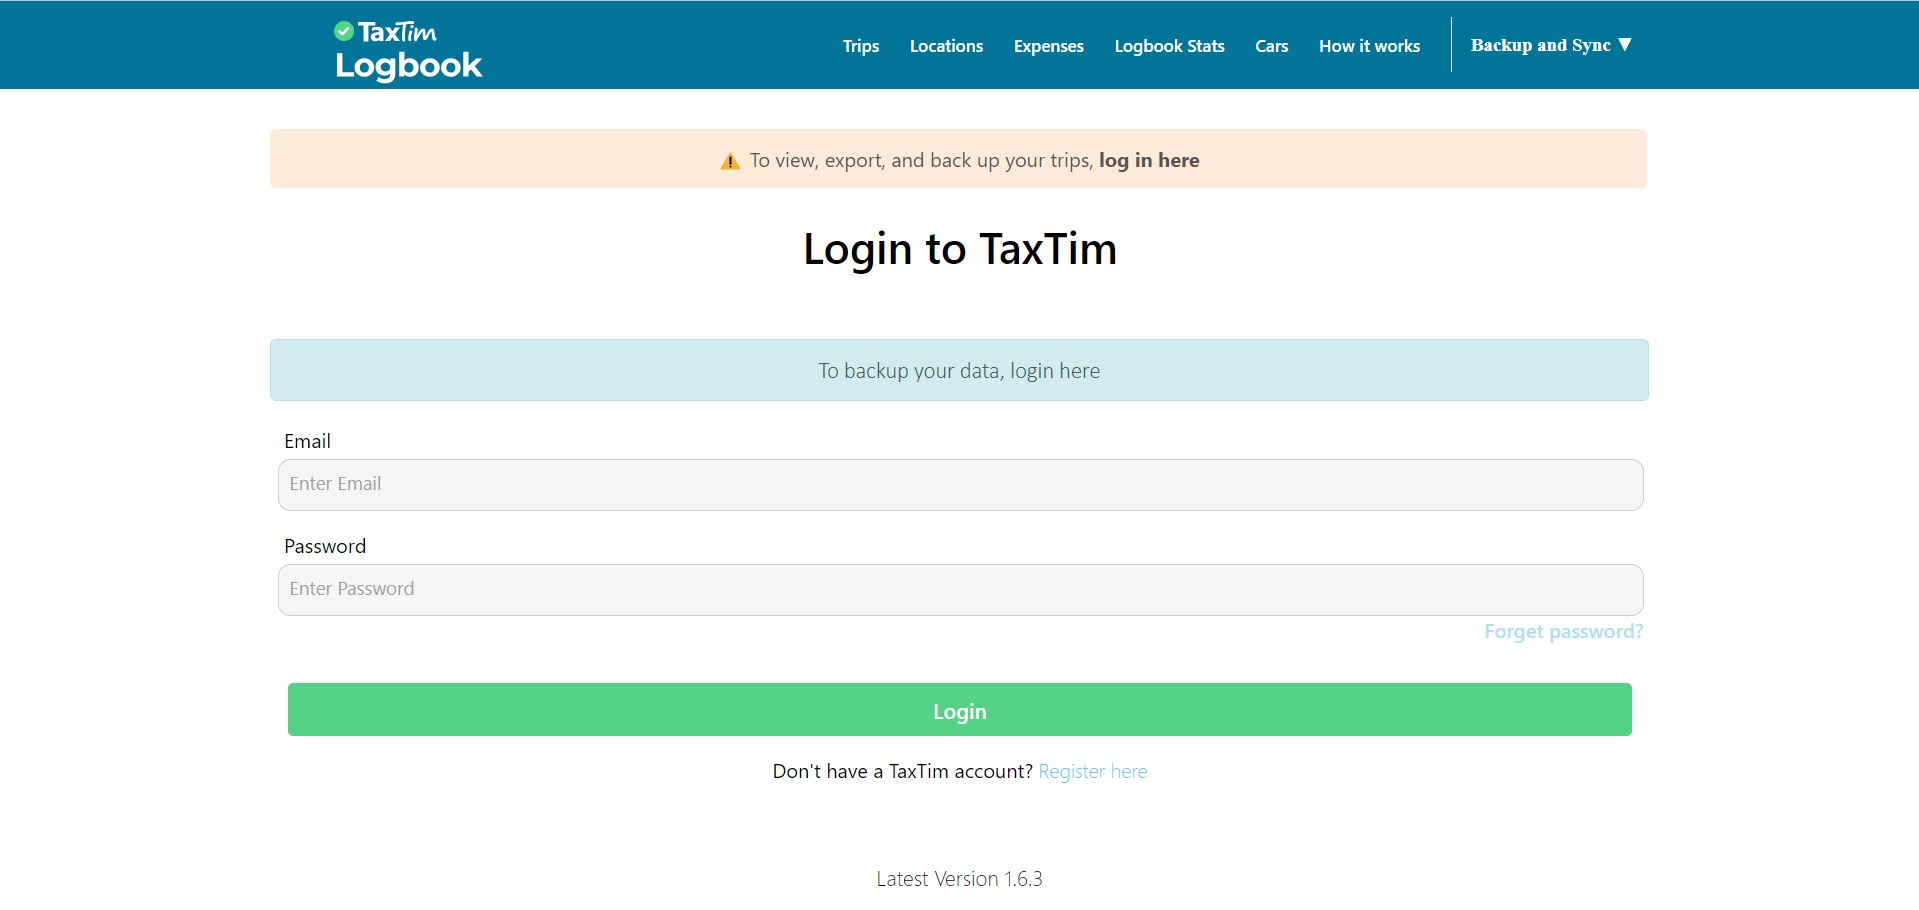 TaxTim
Logbook
Trips Locations Expenses Logbook Stats Cars How it works Backup and Sync ▼
To view, export, and back up your trips, log in here
Login to TaxTim
To backup your data, login here
Email
Enter Email
Password
Enter Password
Forget password?
Login
Don't have a TaxTim account? Register here
Latest Version 1.6.3